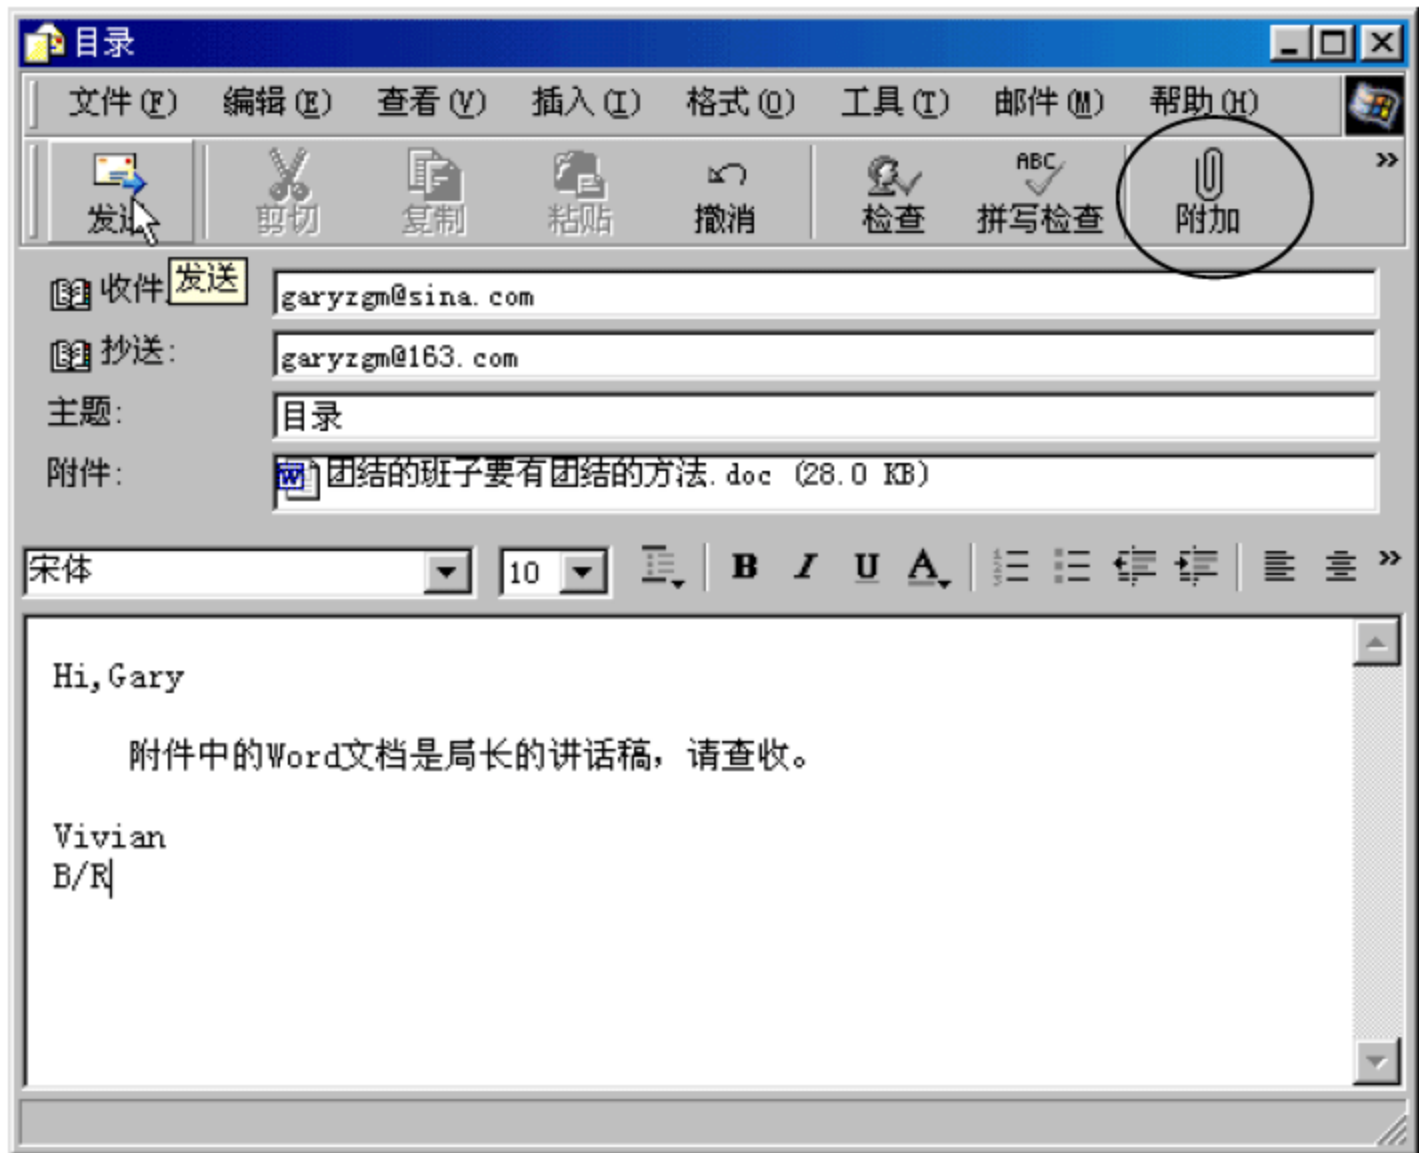 目录
文件(F) 编辑(E) 查看(V) 插入(I) 格式(O) 工具(T) 邮件(M) 帮助(H)
发送 剪切 复制 粘贴 撤消 检查 ABC 拼写检查 附加 »
收件 发送 garyzgm@sina.com
抄送: garyzgm@163.com
主题: 目录
附件: 团结的班子要有团结的方法.doc (28.0 KB)
宋体 10 B I U A »
Hi,Gary
附件中的Word文档是局长的讲话稿，请查收。
Vivian
B/R